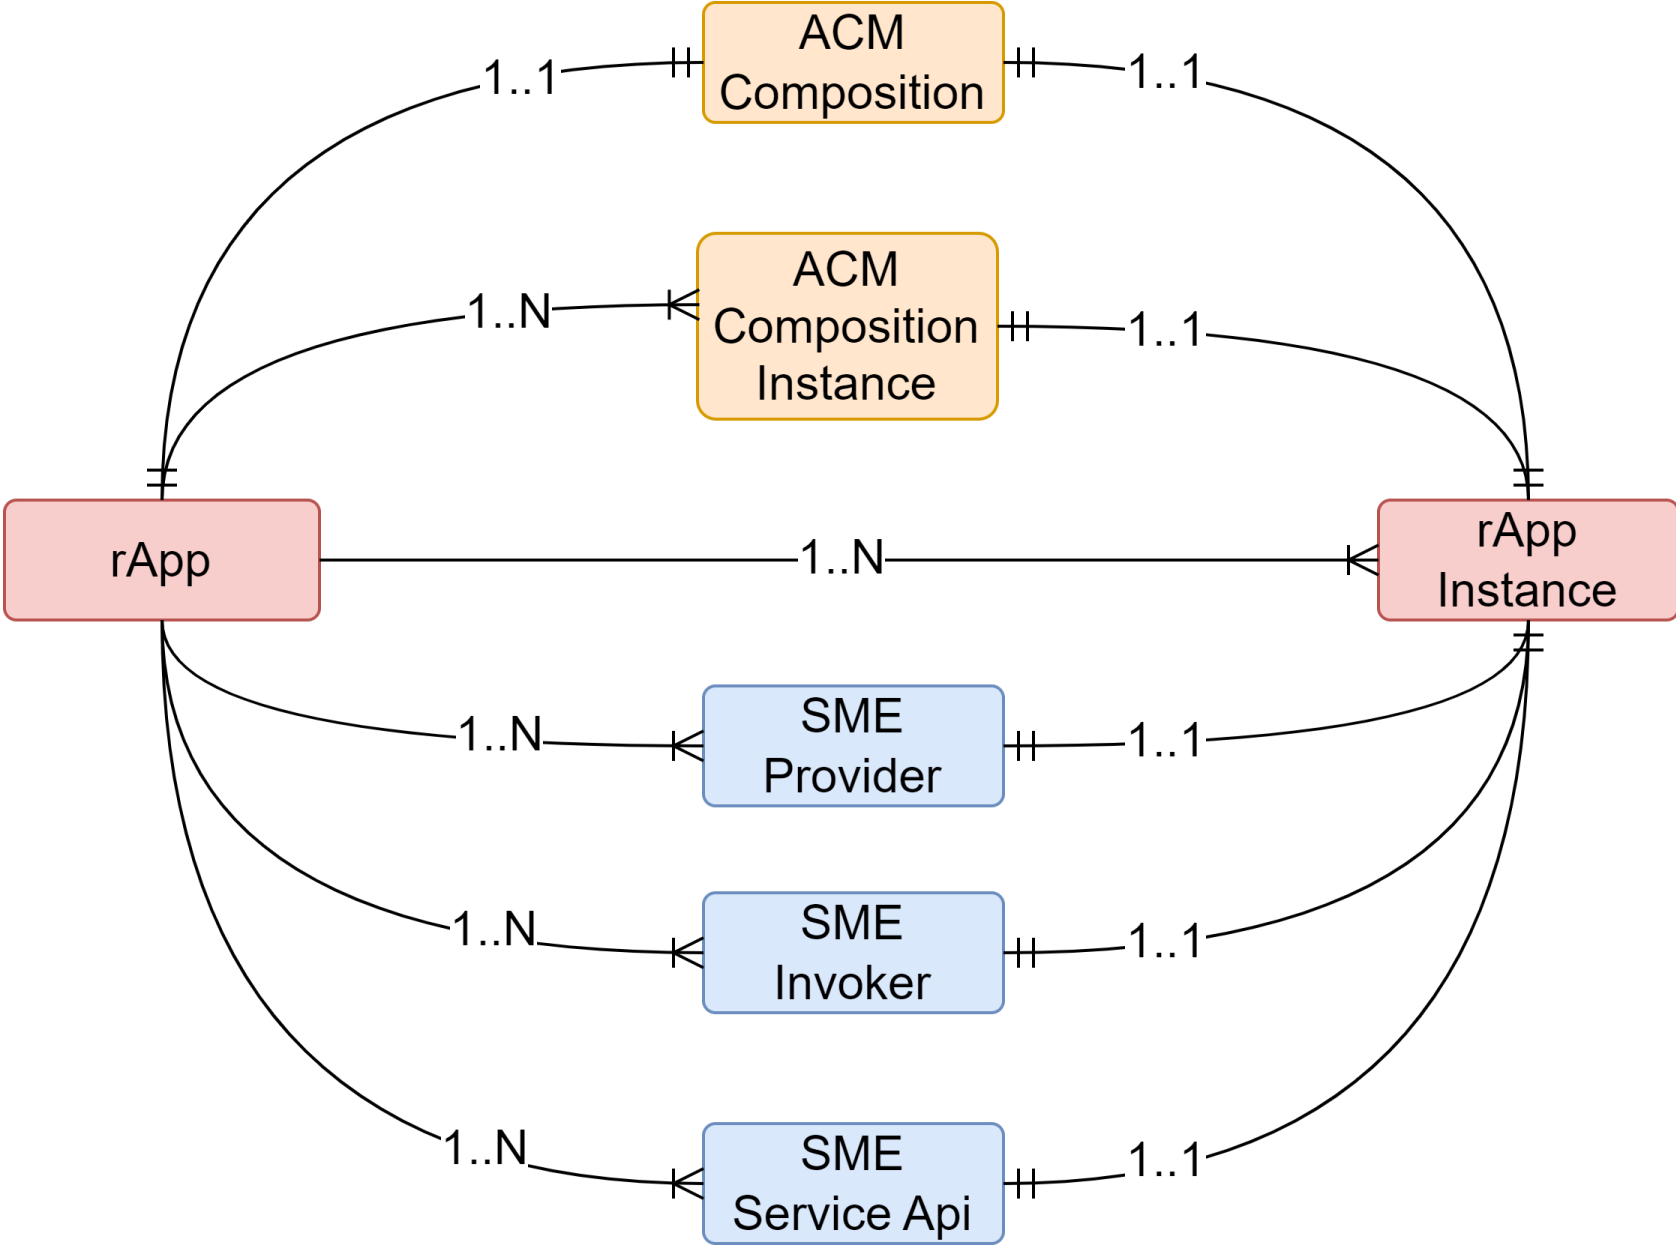 ACM
Composition
1..1
1..1
ACM
Composition
Instance
1..N
1..1
rApp
1..N
rApp
Instance
SME
Provider
1..N
1..1
SME
Invoker
1..N
1..1
SME
Service Api
1..N
1..1